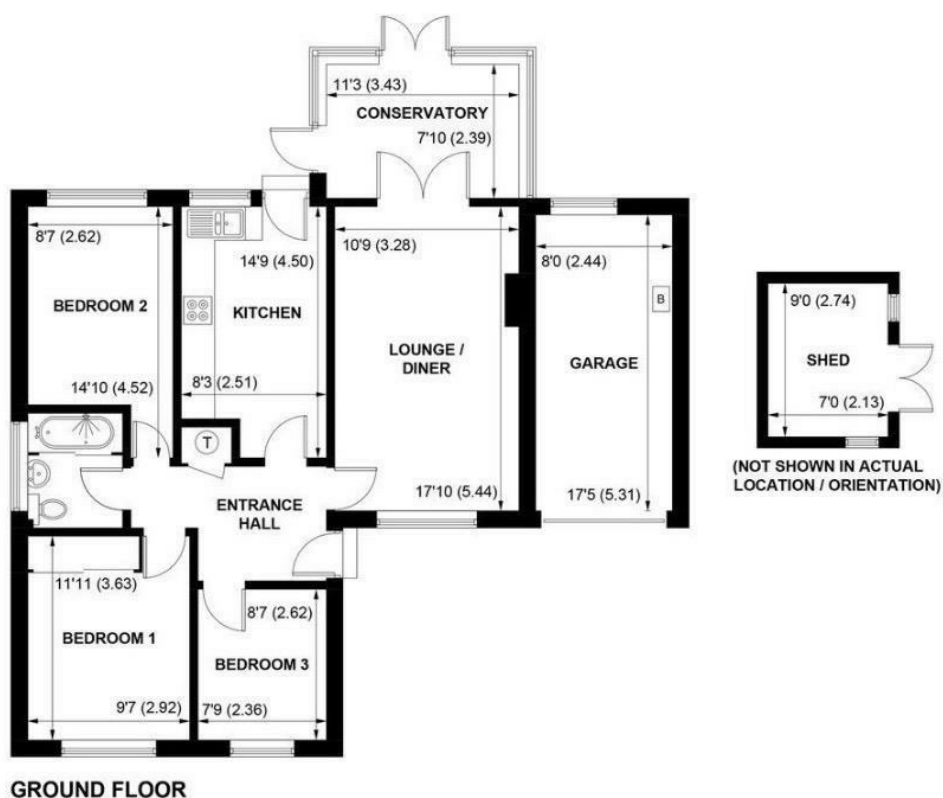 11'3 (3.43)
CONSERVATORY
7'10 (2.39)
8'7 (2.62)
BEDROOM 2
14'10 (4.52)
14'9 (4.50)
KITCHEN
8'3 (2.51)
T
10'9 (3.28)
LOUNGE /
DINER
17'10 (5.44)
8'0 (2.44)
B
GARAGE
17'5 (5.31)
9'0 (2.74)
SHED
7'0 (2.13)
(NOT SHOWN IN ACTUAL
LOCATION / ORIENTATION)
ENTRANCE
HALL
11'11 (3.63)
BEDROOM 1
9'7 (2.92)
8'7 (2.62)
BEDROOM 3
7'9 (2.36)
GROUND FLOOR